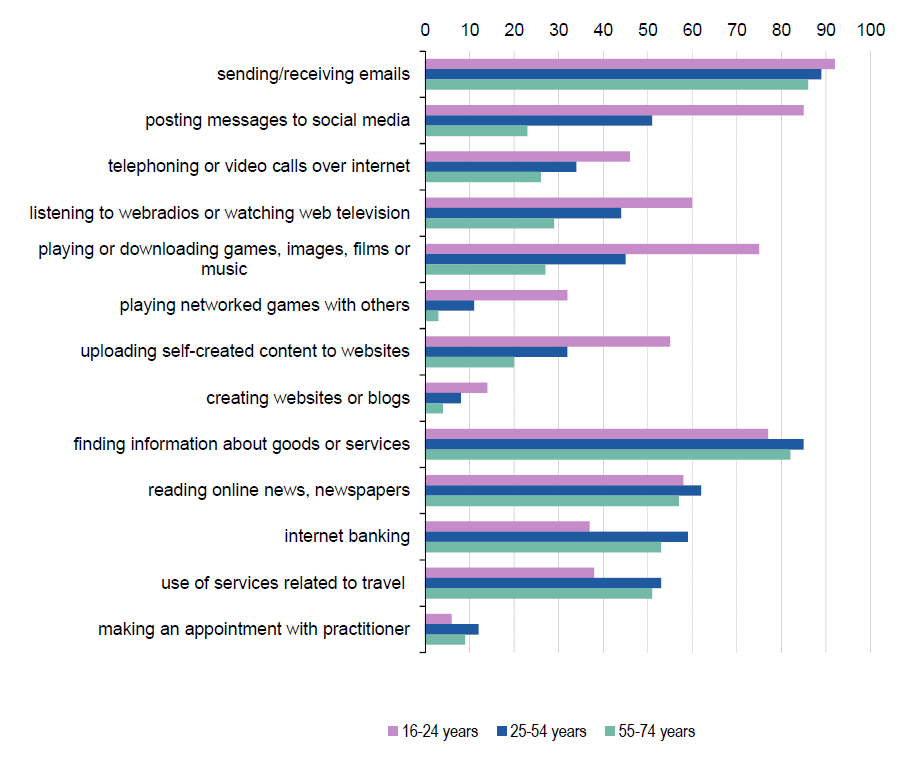 0 10 20 30 40 50 60 70 80 90 100
sending/receiving emails
posting messages to social media
telephoning or video calls over internet
listening to webradios or watching web television
playing or downloading games, images, films or
music
playing networked games with others
uploading self-created content to websites
creating websites or blogs
finding information about goods or services
reading online news, newspapers
internet banking
use of services related to travel
making an appointment with practitioner
16-24 years 25-54 years 55-74 years